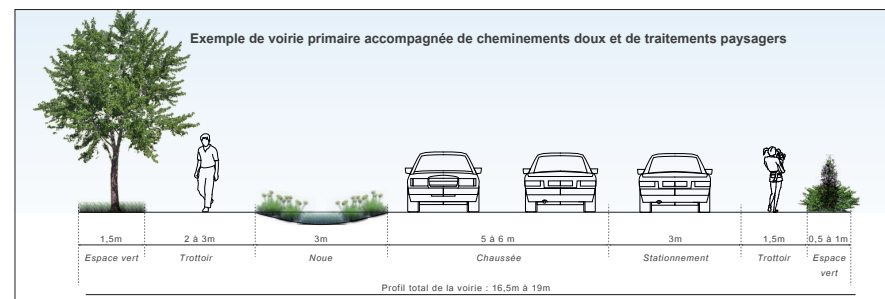 Exemple de voirie primaire accompagnée de cheminements doux et de traitements paysagers
1,5m 2 à 3m 3m 5 à 6 m 3m 1,5m 0,5 à 1m
Espace vert Trottoir Noue Chaussée Stationnement Trottoir Espace
vert
Profil total de la voirie : 16,5m à 19m